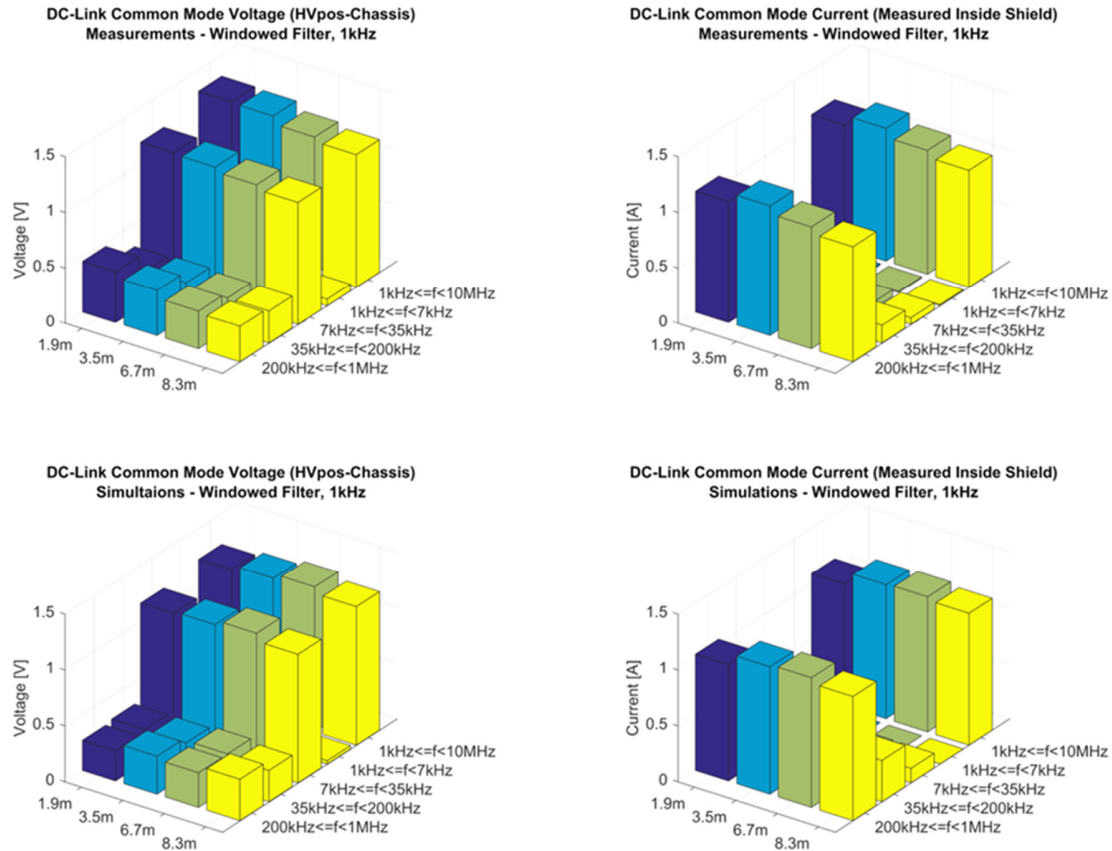 DC-Link Common Mode Voltage (HVpos-Chassis)
Measurements - Windowed Filter, 1kHz
1.5
1
0.5
0
Voltage [V]
1.9m
3.5m
6.7m
8.3m
1kHz<=f<10MHz
1kHz<=f<7kHz
7kHz<=f<35kHz
35kHz<=f<200kHz
200kHz<=f<1MHz
DC-Link Common Mode Current (Measured Inside Shield)
Measurements - Windowed Filter, 1kHz
1.5
1
0.5
0
Current [A]
1.9m
3.5m
6.7m
8.3m
1kHz<=f<10MHz
1kHz<=f<7kHz
7kHz<=f<35kHz
35kHz<=f<200kHz
200kHz<=f<1MHz
DC-Link Common Mode Voltage (HVpos-Chassis)
Simultaions - Windowed Filter, 1kHz
1.5
1
0.5
0
Voltage [V]
1.9m
3.5m
6.7m
8.3m
1kHz<=f<10MHz
1kHz<=f<7kHz
7kHz<=f<35kHz
35kHz<=f<200kHz
200kHz<=f<1MHz
DC-Link Common Mode Current (Measured Inside Shield)
Simulations - Windowed Filter, 1kHz
1.5
1
0.5
0
Current [A]
1.9m
3.5m
6.7m
8.3m
1kHz<=f<10MHz
1kHz<=f<7kHz
7kHz<=f<35kHz
35kHz<=f<200kHz
200kHz<=f<1MHz